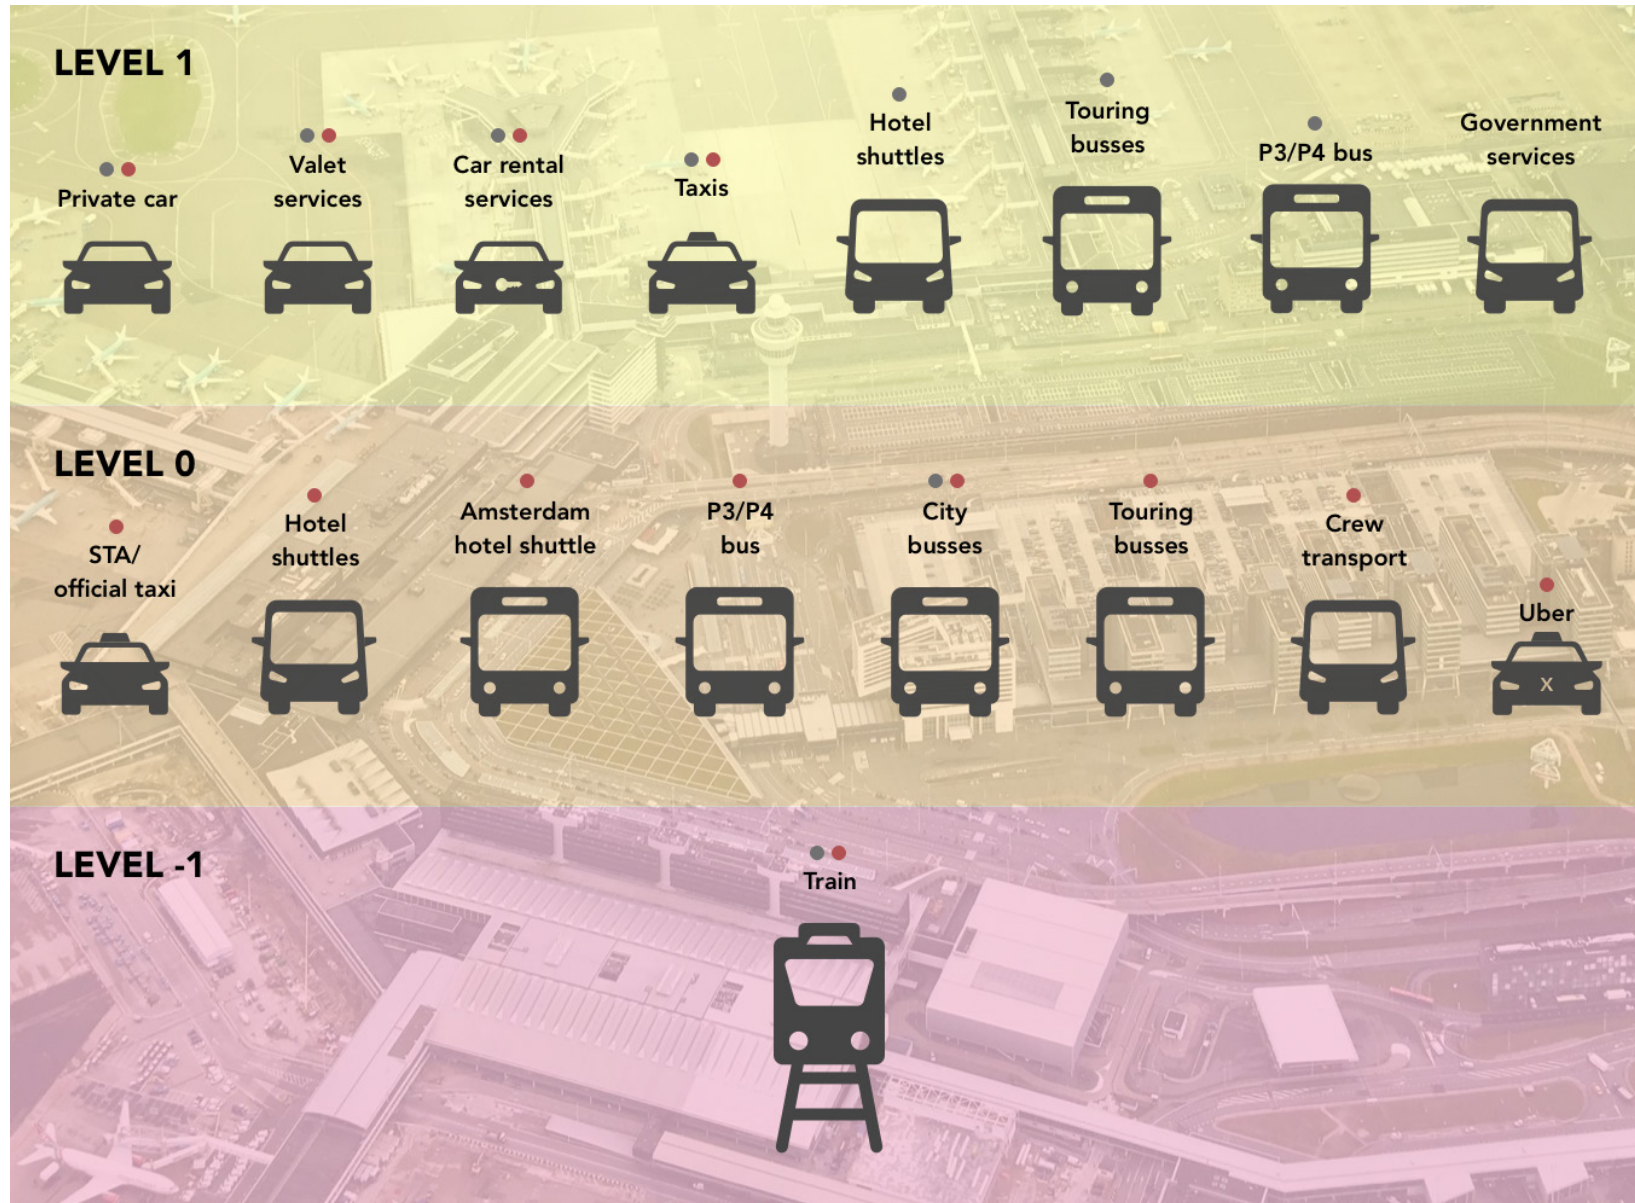 LEVEL 1
Private car
Valet
services
Car rental
services
Taxis
Hotel
shuttles
Touring
busses
P3/P4 bus
Government
services
LEVEL 0
STA/
official taxi
Hotel
shuttles
Amsterdam
hotel shuttle
P3/P4
bus
City
busses
Touring
busses
Crew
transport
Uber
X
LEVEL -1
Train